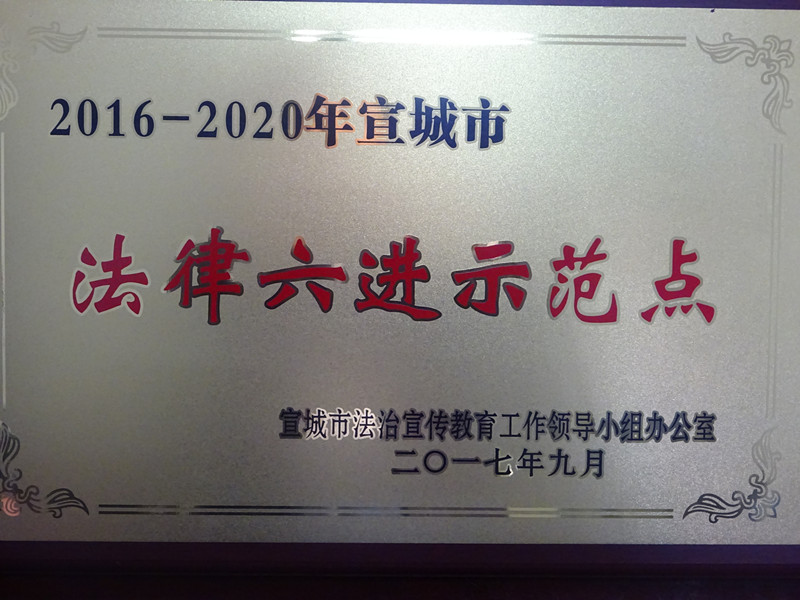 2016-2020年宣城市
法律六进示范点
宣城市法治宣传教育工作领导小组办公室
二〇一七年九月